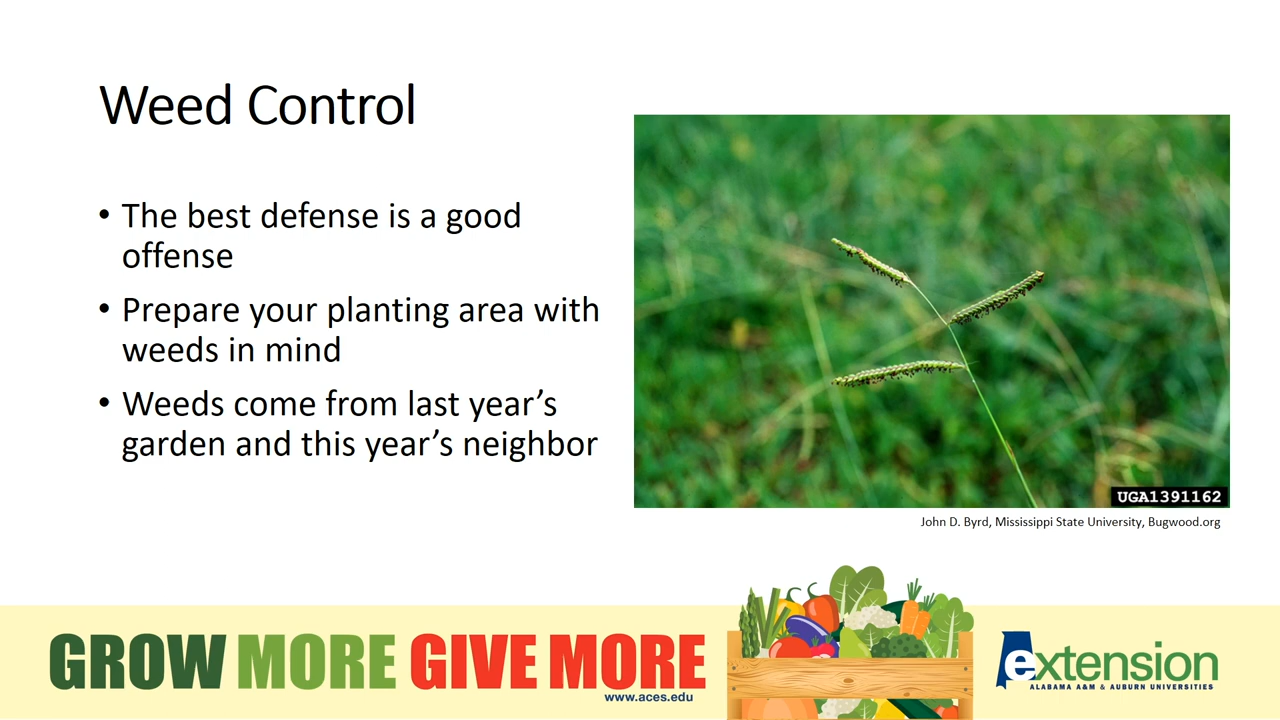 Weed Control
• The best defense is a good
offense
• Prepare your planting area with
weeds in mind
• Weeds come from last year’s
garden and this year’s neighbor
UGA1391162
John D. Byrd, Mississippi State University, Bugwood.org
GROW MORE GIVE MORE
www.aces.edu
extension
ALABAMA A&M & AUBURN UNIVERSITIES